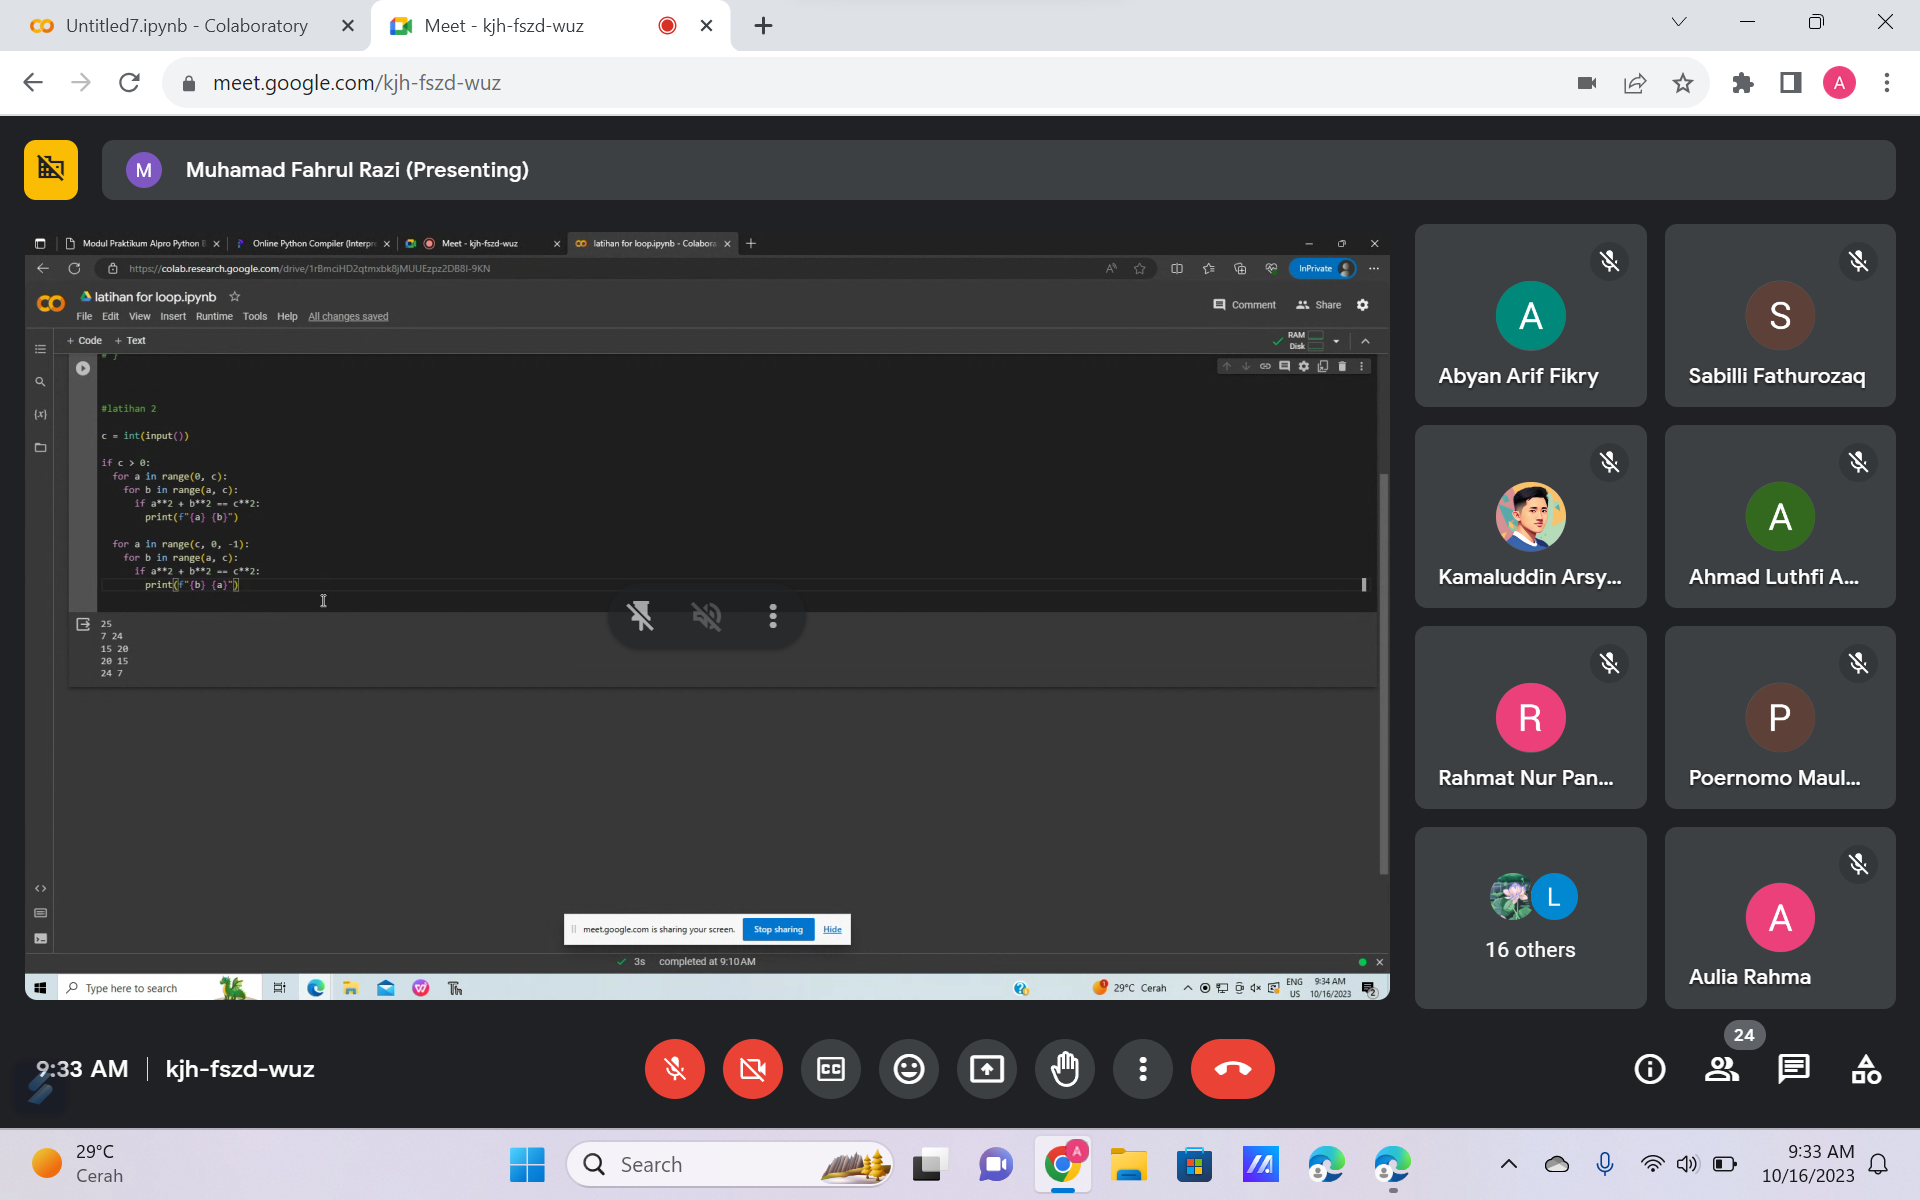 Untitled7.ipynb - Colaboratory
Meet - kjh-fszd-wuz
meet.google.com/kjh-fszd-wuz
A
M
Muhamad Fahrul Razi (Presenting)
Modul Praktikum Alpro Python
Online Python Compiler (Interpr
Meet - kjh-fszd-wuz
latihan for loop.ipynb - Colabora
InPrivate
latihan for loop.ipynb
File Edit View Insert Runtime Tools Help All changes saved
Comment
Share
+ Code + Text
RAM
Disk
# }
#latihan 2
c = int(input())
if c > 0:
for a in range(0, c):
for b in range(a, c):
if a**2 + b**2 == c**2:
print(f"{a} {b}")
for a in range(c, 0, -1):
for b in range(a, c):
if a**2 + b**2 == c**2:
print(f"{b} {a}")
25
7 24
15 20
20 15
24 7
meet.google.com is sharing your screen.
Stop sharing
Hide
3s completed at 9:10 AM
Type here to search
29°C Cerah
ENG
US
9:34 AM
10/16/2023
2
A
Abyan Arif Fikry
S
Sabilli Fathurozaq
Kamaluddin Arsy...
A
Ahmad Luthfi A...
R
Rahmat Nur Pan...
P
Poernomo Maul...
L
16 others
A
Aulia Rahma
9:33 AM
kjh-fszd-wuz
CC
24
29°C
Cerah
Search
A
9:33 AM
10/16/2023